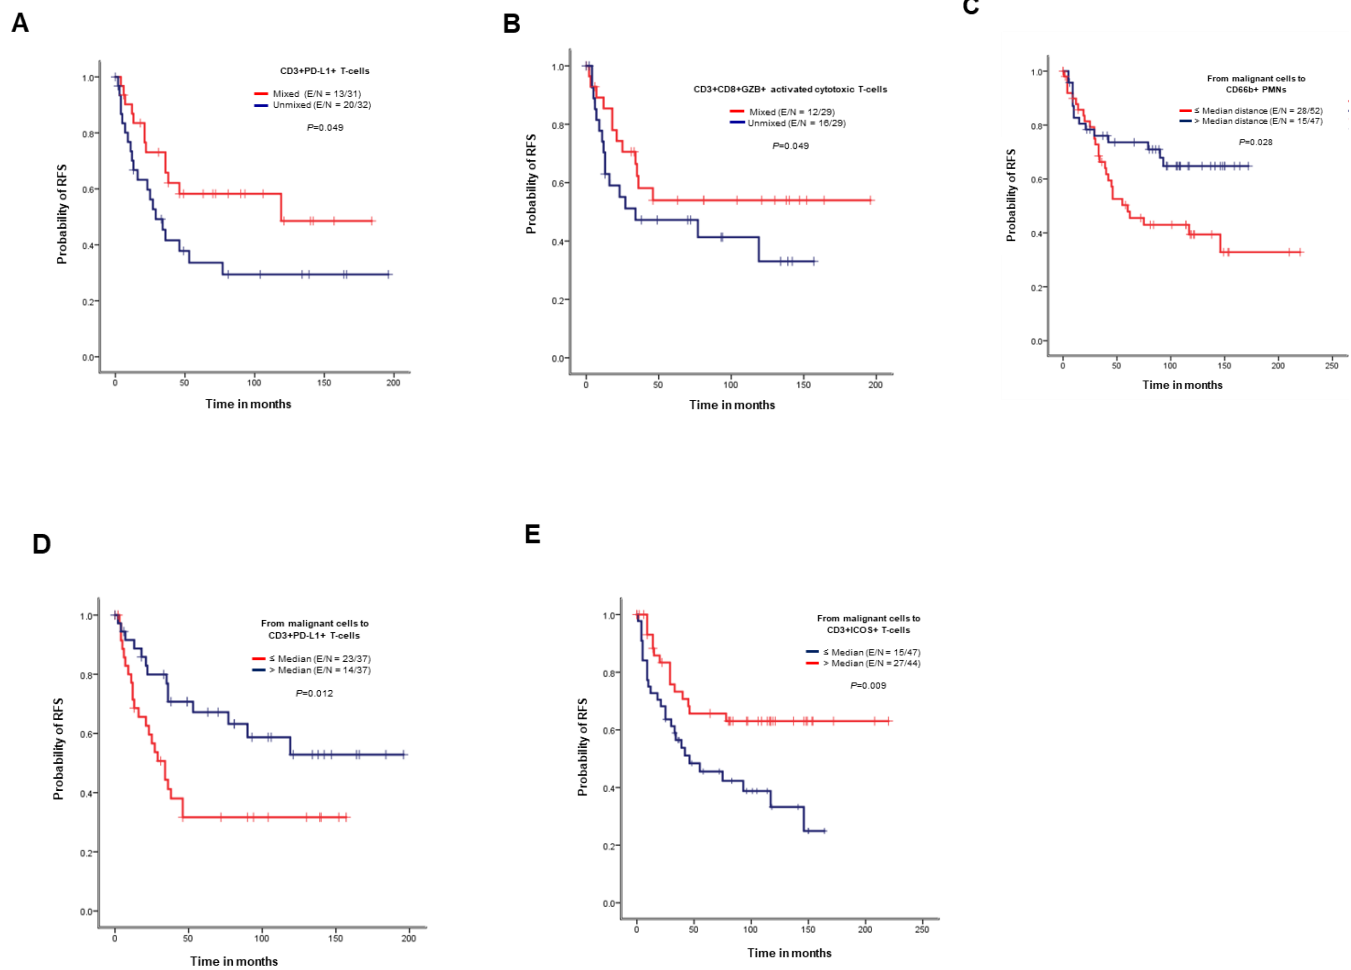 A
CD3+PD-L1+ T-cells
Mixed (E/N = 13/31)
Unmixed (E/N = 20/32)
P=0.049
Probability of RFS
1.0
0.8
0.6
0.4
0.2
0.0
0 50 100 150 200
Time in months
B
CD3+CD8+GZB+ activated cytotoxic T-cells
Mixed (E/N = 12/29)
Unmixed (E/N = 16/29)
P=0.049
Probability of RFS
1.0
0.8
0.6
0.4
0.2
0.0
0 50 100 150 200
Time in months
C
From malignant cells to
CD66b+ PMNs
≤ Median distance (E/N = 28/52)
> Median distance (E/N = 15/47)
P=0.028
Probability of RFS
1.0
0.8
0.6
0.4
0.2
0.0
0 50 100 150 200 250
Time in months
D
From malignant cells to
CD3+PD-L1+ T-cells
≤ Median (E/N = 23/37)
> Median (E/N = 14/37)
P=0.012
Probability of RFS
1.0
0.8
0.6
0.4
0.2
0.0
0 50 100 150 200
Time in months
E
From malignant cells to
CD3+ICOS+ T-cells
≤ Median (E/N = 15/47)
> Median (E/N = 27/44)
P=0.009
Probability of RFS
1.0
0.8
0.6
0.4
0.2
0.0
0 50 100 150 200 250
Time in months